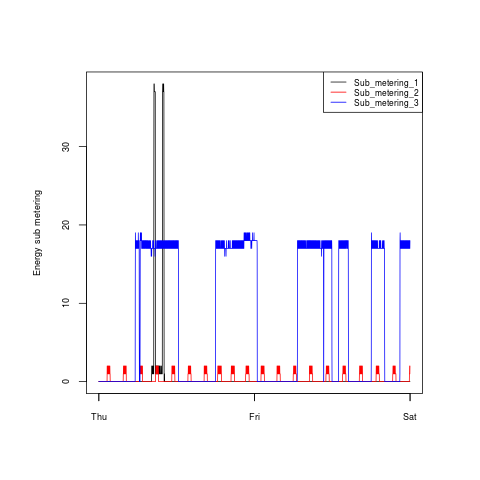 Sub_metering_1
Sub_metering_2
Sub_metering_3
Energy sub metering
30
20
10
0
Thu
Fri
Sat